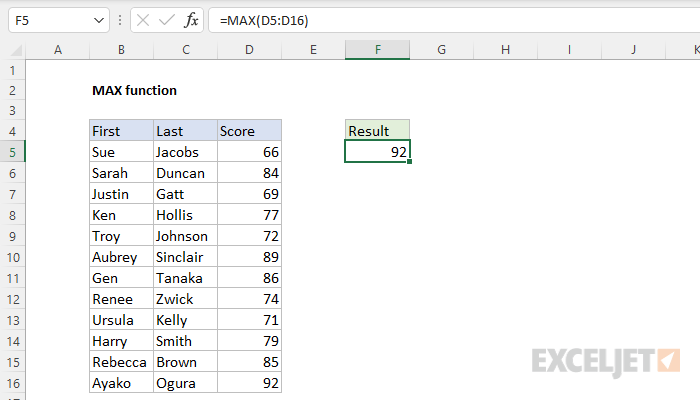 F5 fx =MAX(D5:D16)
A B C D E F G H I J K
1
2 MAX function
3
4 First Last Score Result
5 Sue Jacobs 66 92
6 Sarah Duncan 84
7 Justin Gatt 69
8 Ken Hollis 77
9 Troy Johnson 72
10 Aubrey Sinclair 89
11 Gen Tanaka 86
12 Renee Zwick 74
13 Ursula Kelly 71
14 Harry Smith 79
15 Rebecca Brown 85
16 Ayako Ogura 92
EXCELJET